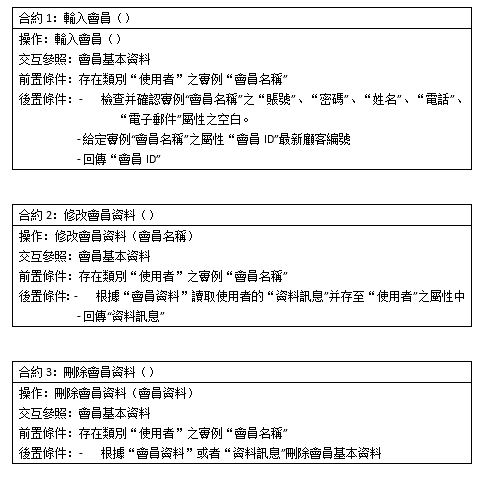 合約 1：輸入會員（）
操作：輸入會員（）
交互參照：會員基本資料
前置條件：存在類別“使用者”之實例“會員名稱”
後置條件：- 檢查并確認實例“會員名稱”之“賬號”、“密碼”、“姓名”、“電話”、
“電子郵件”屬性之空白。
- 给定實例“會員名稱”之屬性“會員 ID”最新顧客編號
- 回傳“會員 ID”
合約 2：修改會員資料（）
操作：修改會員資料（會員名稱）
交互參照：會員基本資料
前置條件：存在類別“使用者”之實例“會員名稱”
後置條件：- 根據“會員資料”讀取使用者的“資料訊息”并存至“使用者”之屬性中
- 回傳“資料訊息”
合約 3：刪除會員資料（）
操作：刪除會員資料（會員資料）
交互參照：會員基本資料
前置條件：存在類別“使用者”之實例“會員名稱”
後置條件：- 根據“會員資料”或者“資料訊息”刪除會員基本資料